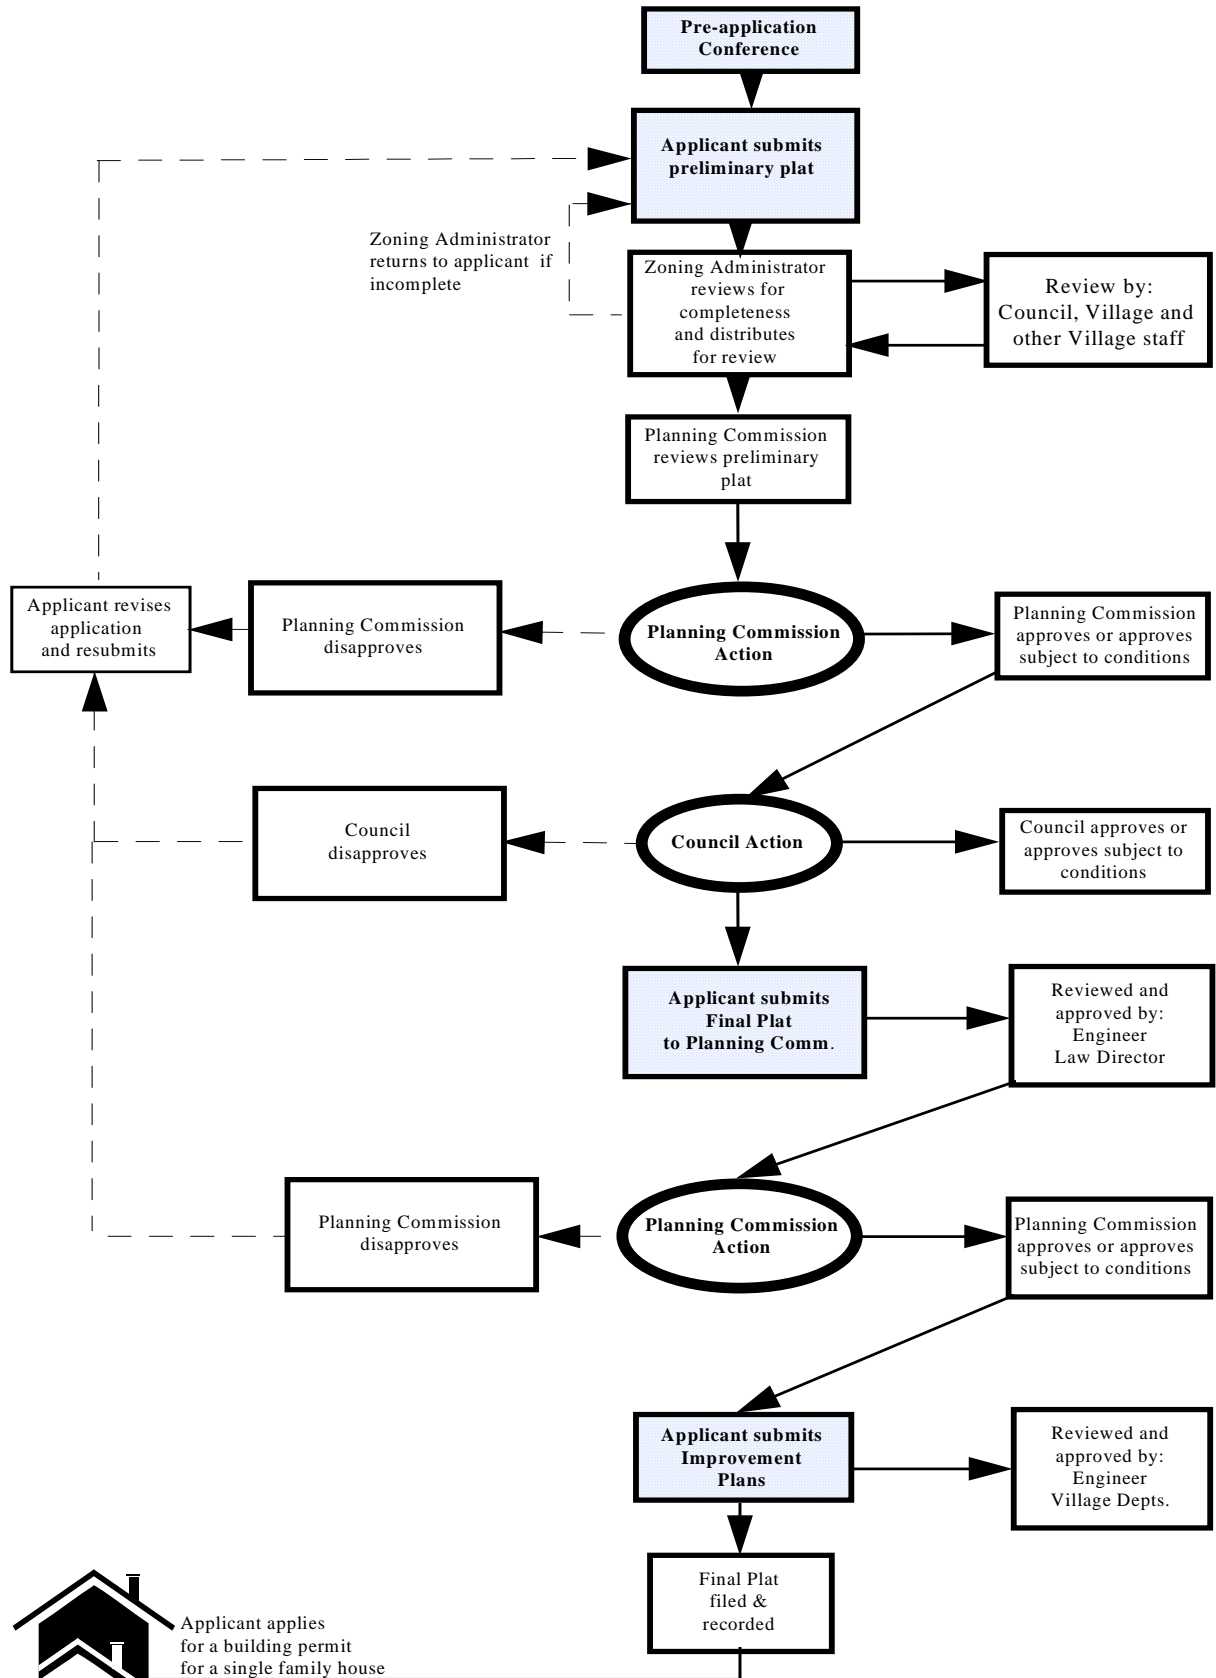 Pre-application
Conference
Applicant submits
preliminary plat
Zoning Administrator
returns to applicant if
incomplete
Zoning Administrator
reviews for
completeness
and distributes
for review
Review by:
Council, Village and
other Village staff
Planning Commission
reviews preliminary
plat
Applicant revises
application
and resubmits
Planning Commission
disapproves
Planning Commission
Action
Planning Commission
approves or approves
subject to conditions
Council
disapproves
Council Action
Council approves or
approves subject to
conditions
Applicant submits
Final Plat
to Planning Comm.
Reviewed and
approved by:
Engineer
Law Director
Planning Commission
disapproves
Planning Commission
Action
Planning Commission
approves or approves
subject to conditions
Applicant submits
Improvement
Plans
Reviewed and
approved by:
Engineer
Village Depts.
Final Plat
filed &
recorded
Applicant applies
for a building permit
for a single family house